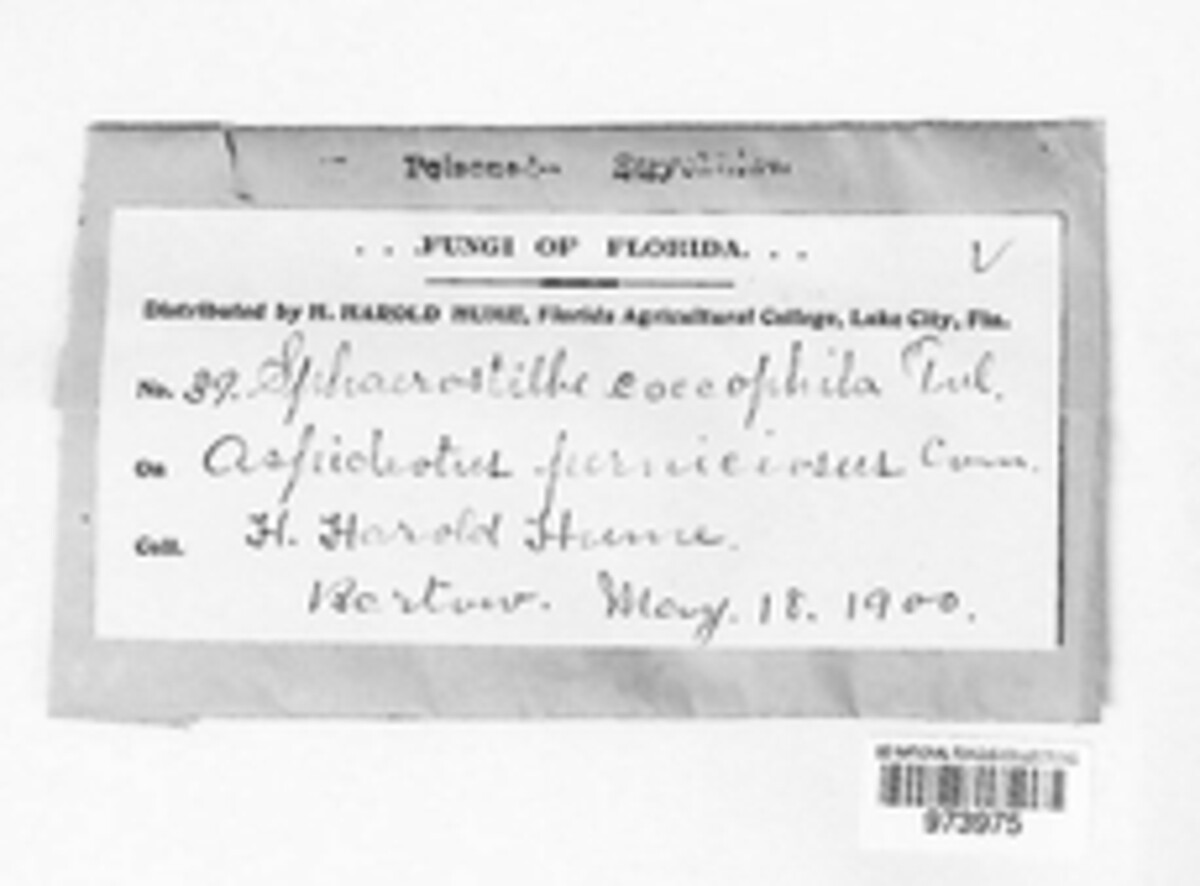 Poisoned
. . .FUNGI OF FLORIDA. . .
Distributed by H. HAROLD HUME, Florida Agricultural College, Lake City, Fla.
No. 39. Sphaerostilbe coccophila Tul.
On Aspidiotus perniciosus Com.
Coll. H. Harold Hume.
Bartow. May. 18. 1900.
973975